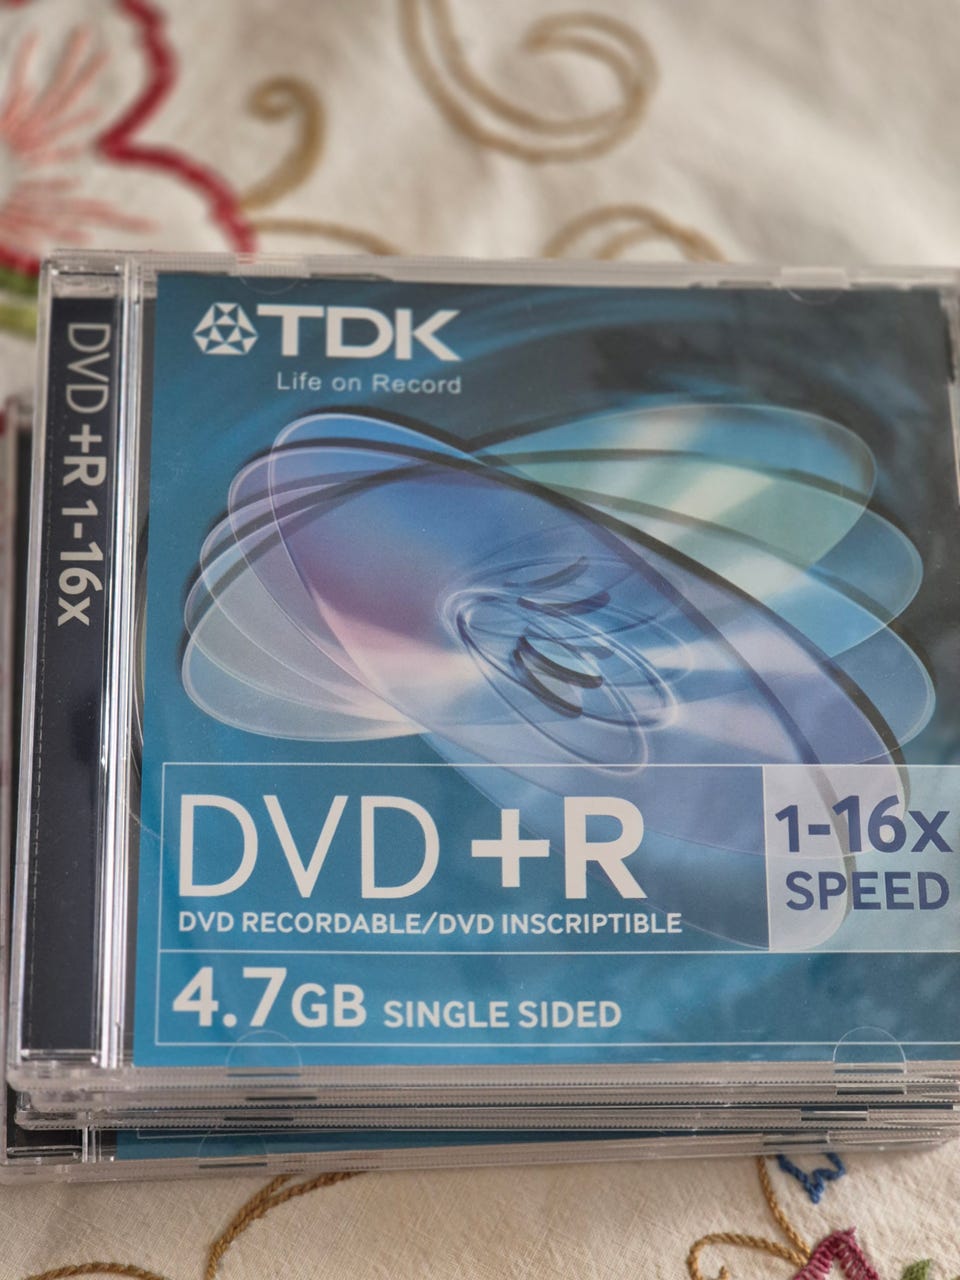 TDK
Life on Record
DVD+R 1-16x
DVD+R
1-16x
SPEED
DVD RECORDABLE/DVD INSCRIPTIBLE
4.7GB SINGLE SIDED